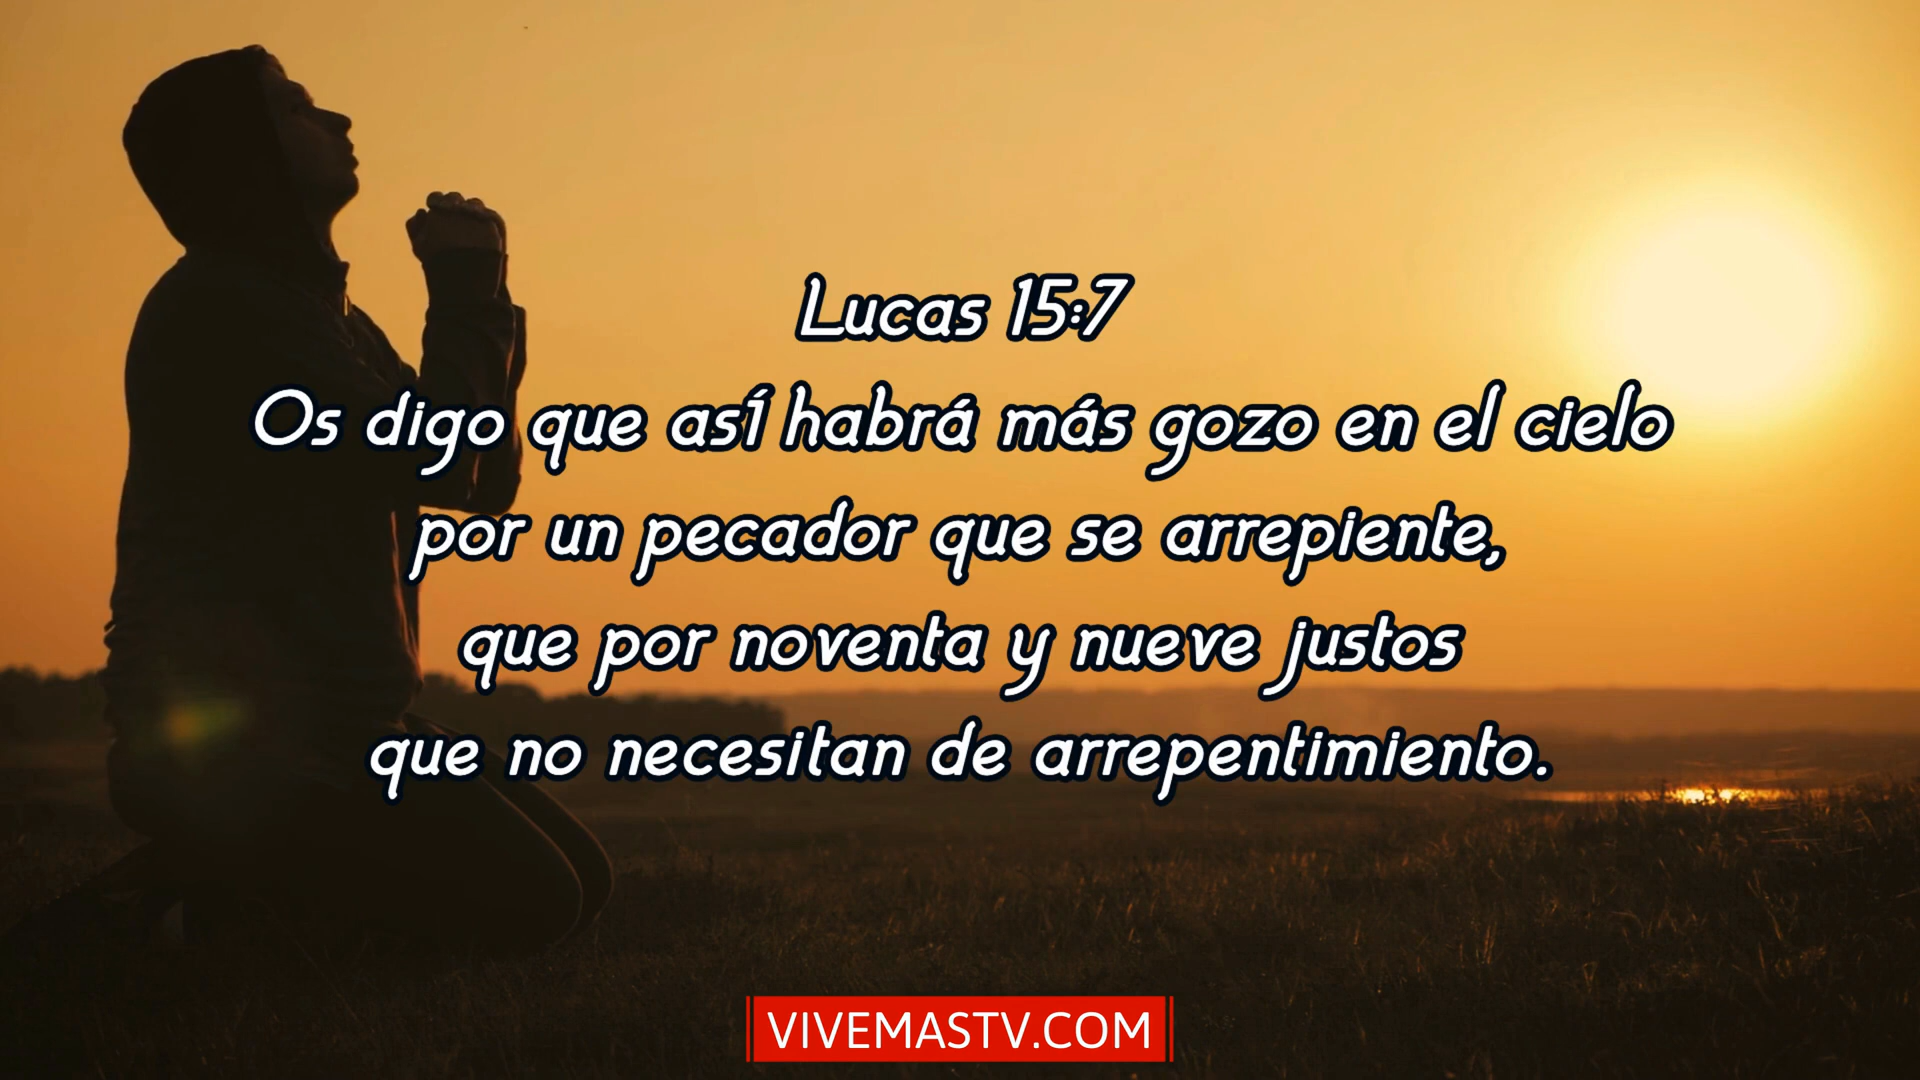 Lucas 15:7
Os digo que así habrá más gozo en el cielo
por un pecador que se arrepiente,
que por noventa y nueve justos
que no necesitan de arrepentimiento.
VIVEMASTV.COM